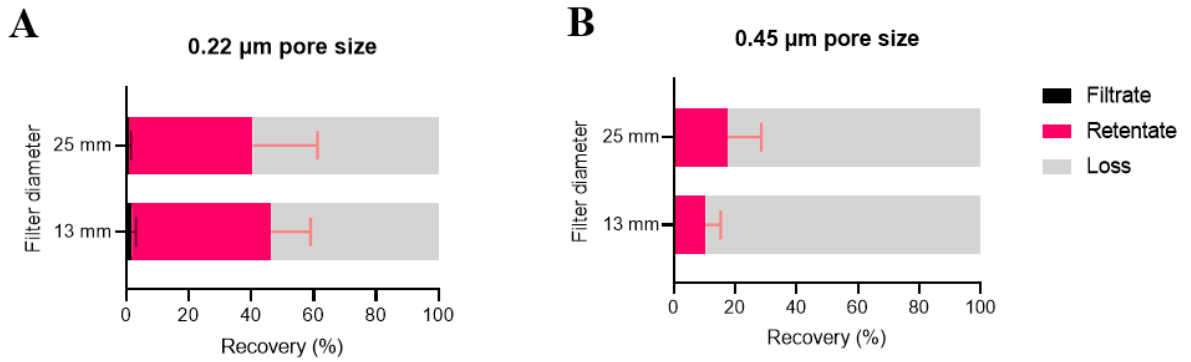 A
0.22 µm pore size
Filter diameter
25 mm
13 mm
0 20 40 60 80 100
Recovery (%)
B
0.45 µm pore size
Filter diameter
25 mm
13 mm
0 20 40 60 80 100
Recovery (%)
Filtrate
Retentate
Loss